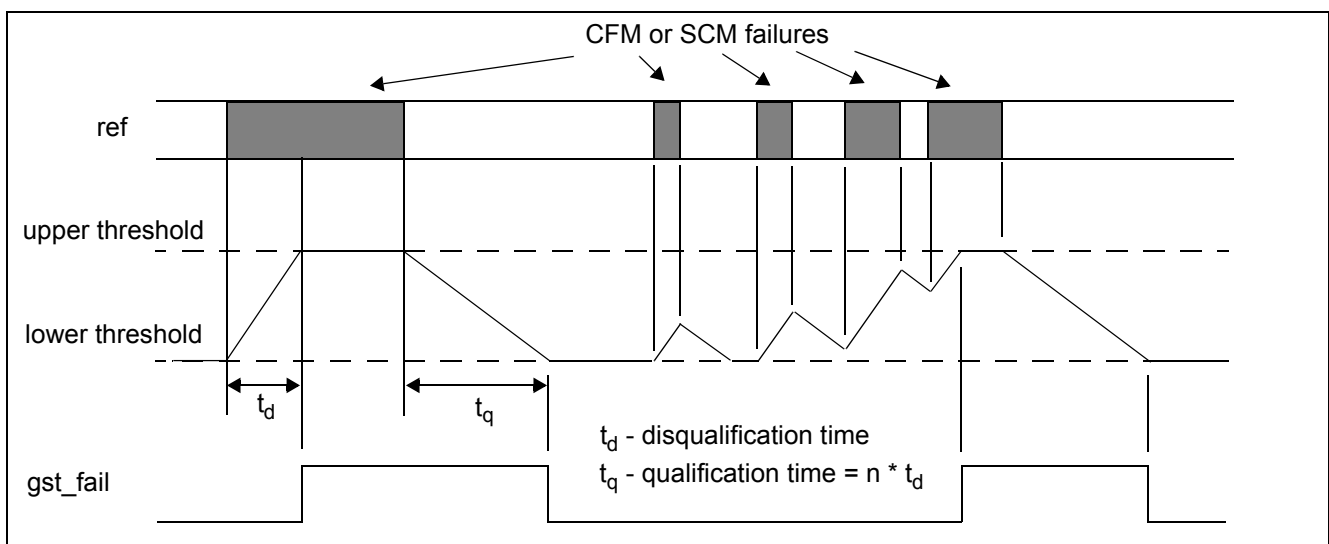 CFM or SCM failures
ref
upper threshold
lower threshold
td
tq
td - disqualification time
tq - qualification time = n * td
gst_fail